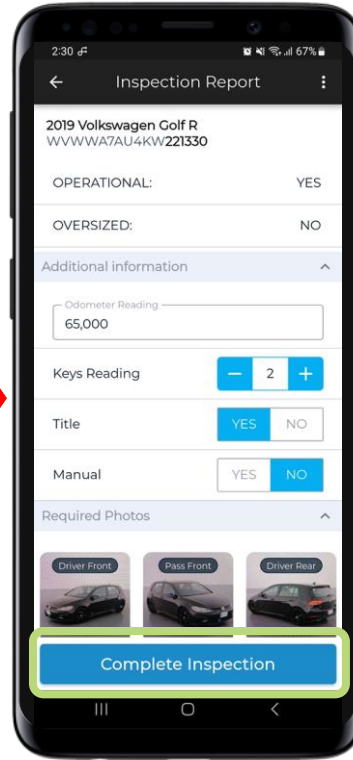 2:30
67%
Inspection Report
2019 Volkswagen Golf R
WVWWA7AU4KW221330
OPERATIONAL: YES
OVERSIZED: NO
Additional information
Odometer Reading
65,000
Keys Reading − 2 +
Title YES NO
Manual YES NO
Required Photos
Driver Front Pass Front Driver Rear
Complete Inspection